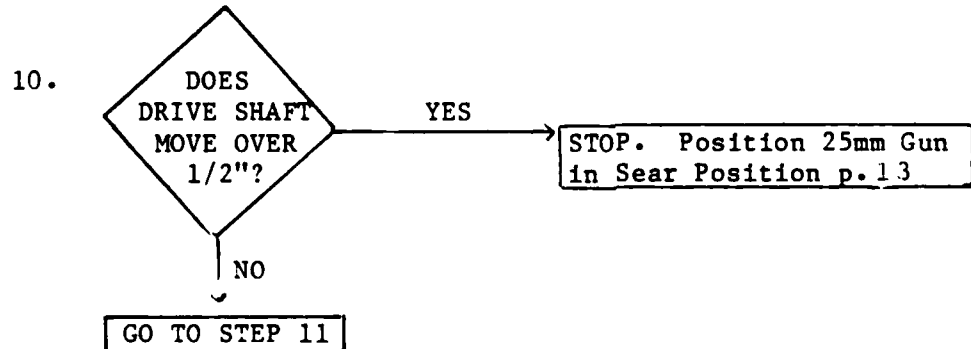 10.
DOES
DRIVE SHAFT
MOVE OVER
1/2"?
YES
STOP. Position 25mm Gun
in Sear Position p.13
NO
GO TO STEP 11